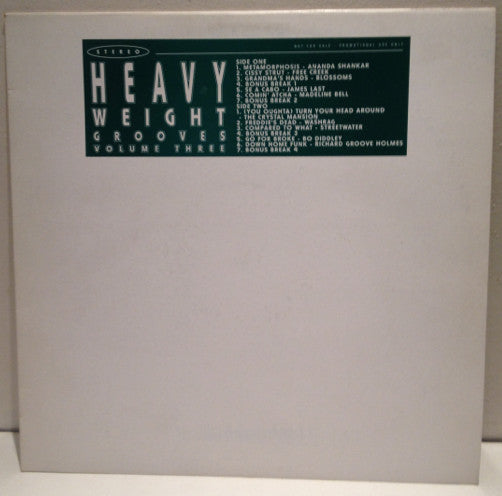 STEREO
NOT FOR SALE - PROMOTIONAL USE ONLY
HEAVY
WEIGHT
GROOVES
VOLUME THREE
SIDE ONE
1. METAMORPHOSIS - ANANDA SHANKAR
2. CISSY STRUT - FREE CREEK
3. GRANDMA'S HANDS - BLOSSOMS
4. BONUS BREAK 1
5. SE A CABO - JAMES LAST
6. COMIN' ATCHA - MADELINE BELL
7. BONUS BREAK 2
SIDE TWO
1. (YOU OUGHTA) TURN YOUR HEAD AROUND
- THE CRYSTAL MANSION
2. FREDDIE'S DEAD - WASHRAG
3. COMPARED TO WHAT - STREETWATER
4. BONUS BREAK 3
5. GO FOR BROKE - BO DIDDLEY
6. DOWN HOME FUNK - RICHARD GROOVE HOLMES
7. BONUS BREAK 4